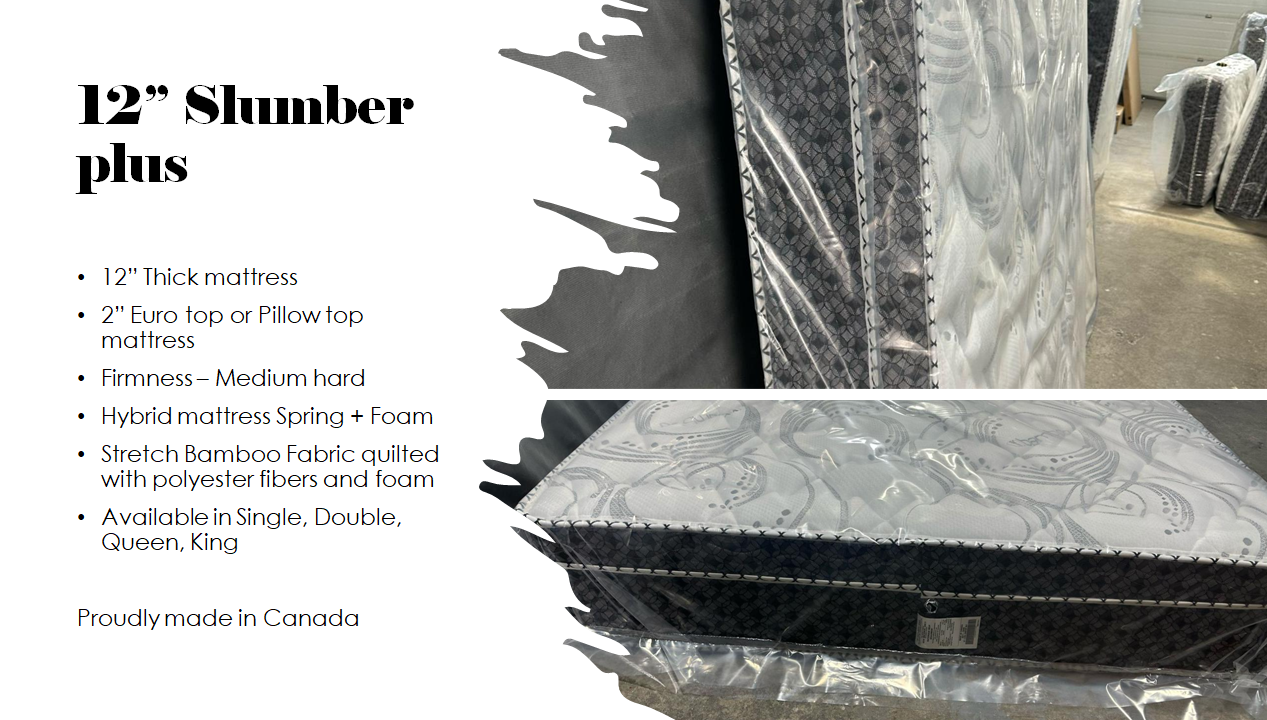 12” Slumber
plus
• 12” Thick mattress
• 2” Euro top or Pillow top
mattress
• Firmness – Medium hard
• Hybrid mattress Spring + Foam
• Stretch Bamboo Fabric quilted
with polyester fibers and foam
• Available in Single, Double,
Queen, King
Proudly made in Canada